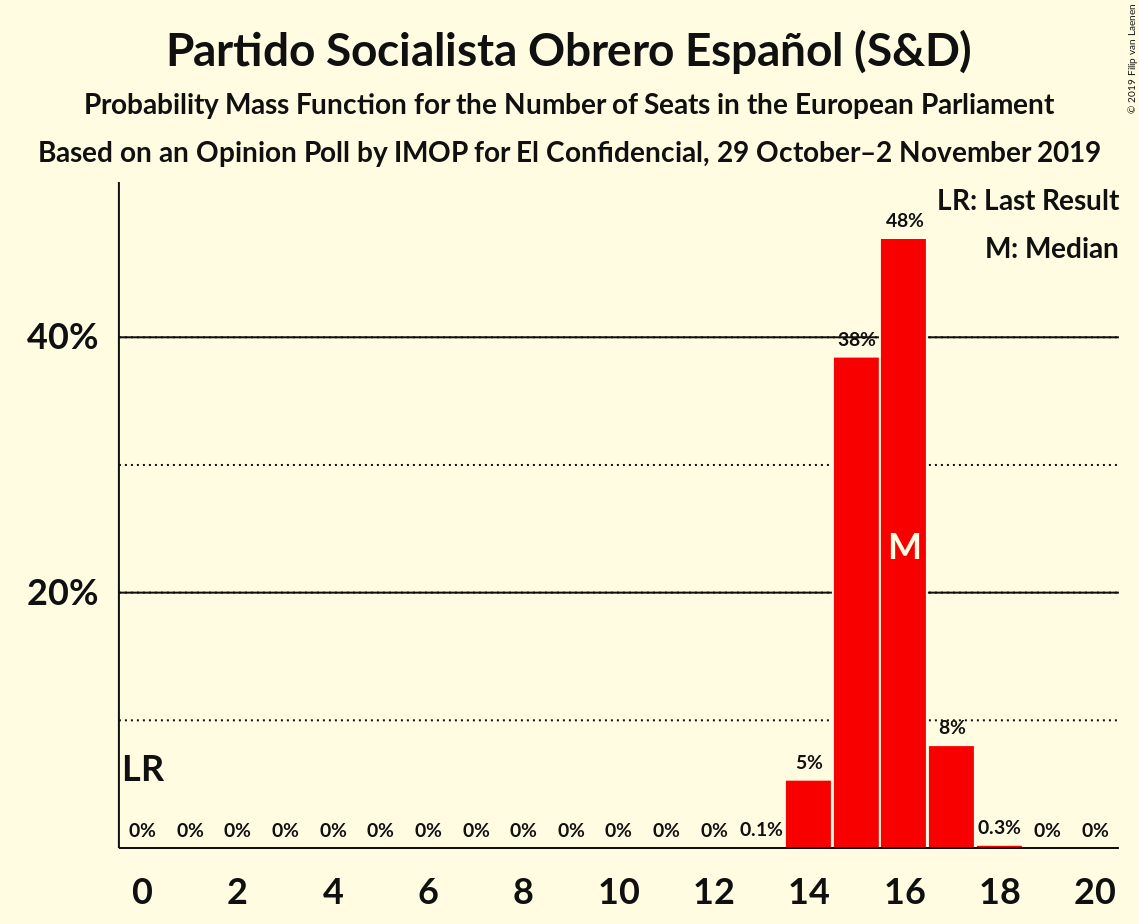 Partido Socialista Obrero Español (S&D)
Probability Mass Function for the Number of Seats in the European Parliament
Based on an Opinion Poll by IMOP for El Confidencial, 29 October–2 November 2019
© 2019 Filip van Laenen
LR: Last Result
M: Median
48%
40%
38%
M
20%
8%
5%
LR
0% 0% 0% 0% 0% 0% 0% 0% 0% 0% 0% 0% 0% 0.1% 0.3% 0% 0%
0 2 4 6 8 10 12 14 16 18 20